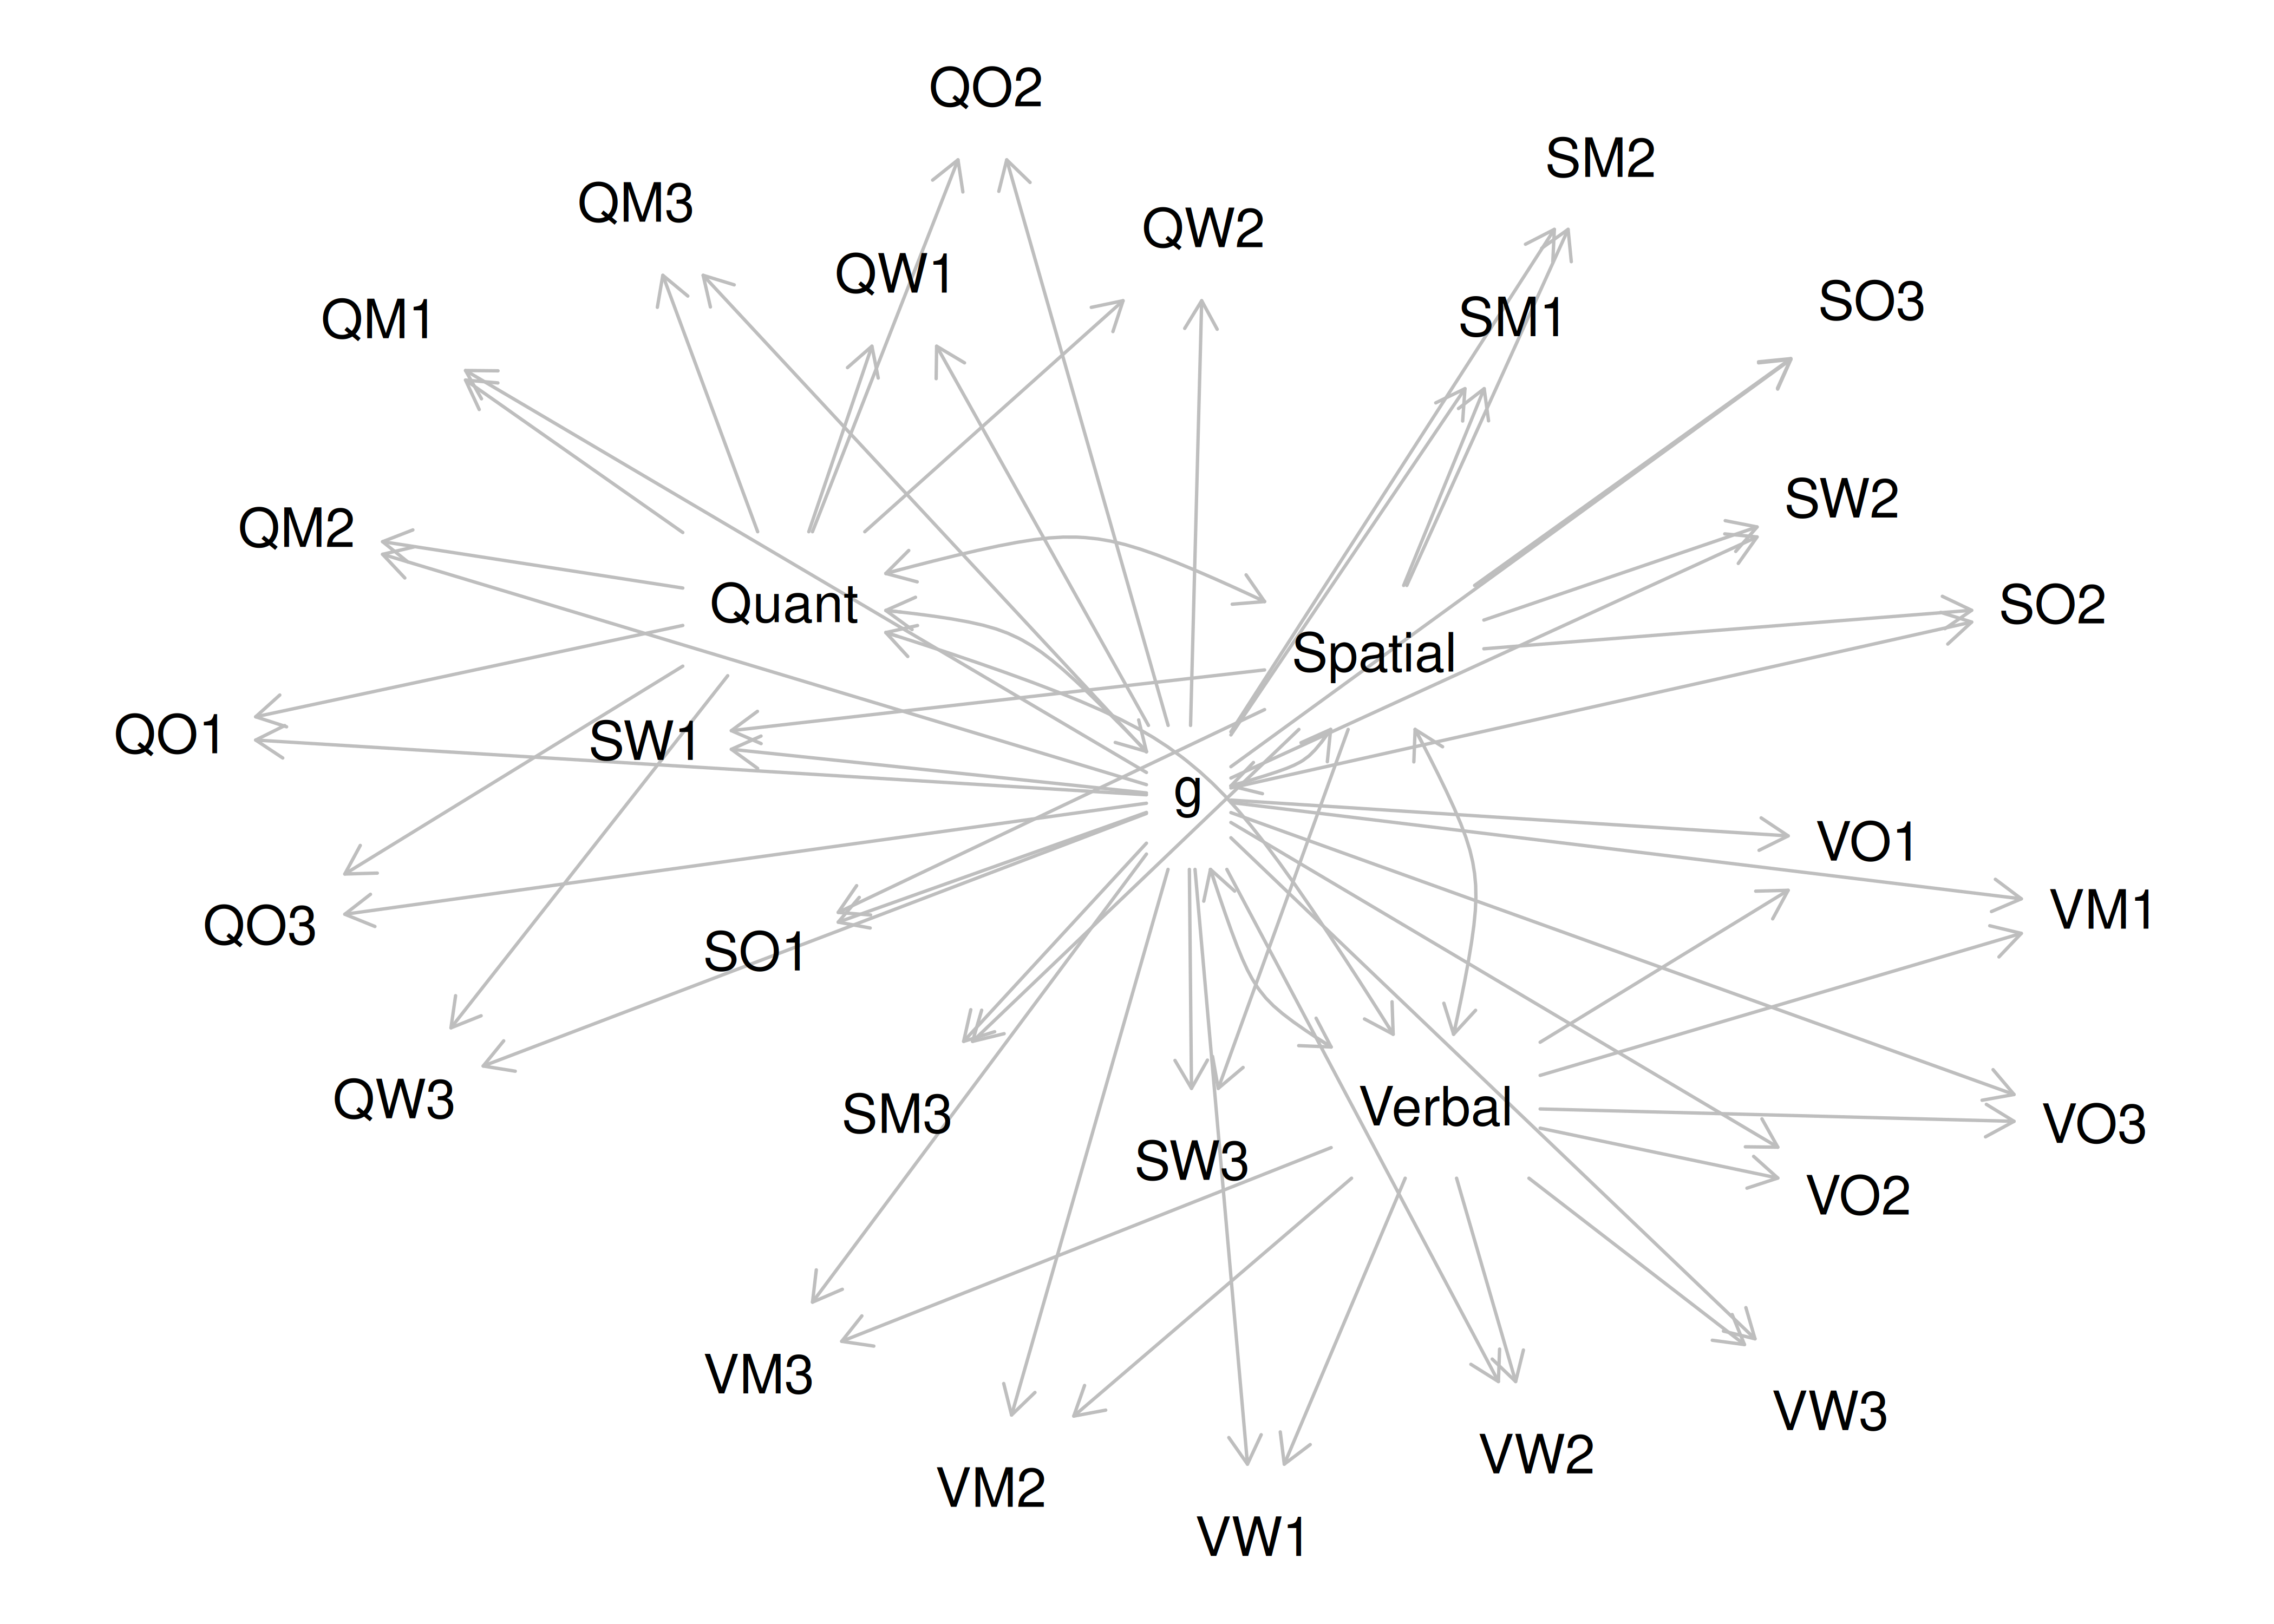 QO2
SM2
QM3
QW2
QW1
SO3
SM1
QM1
SW2
QM2
Quant
SO2
Spatial
QO1
SW1
g
VO1
VM1
QO3
SO1
QW3
Verbal
SM3
VO3
SW3
VO2
VM3
VW3
VW2
VM2
VW1